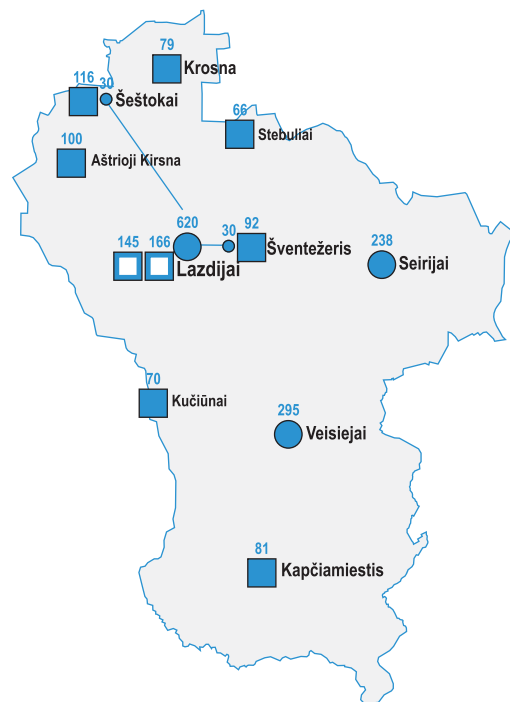 79
Krosna
116
30
Šeštokai
66
Stebuliai
100
Aštrioji Kirsna
620
30
92
Šventežeris
145
166
Lazdijai
238
Seirijai
70
Kučiūnai
295
Veisiejai
81
Kapčiamiestis